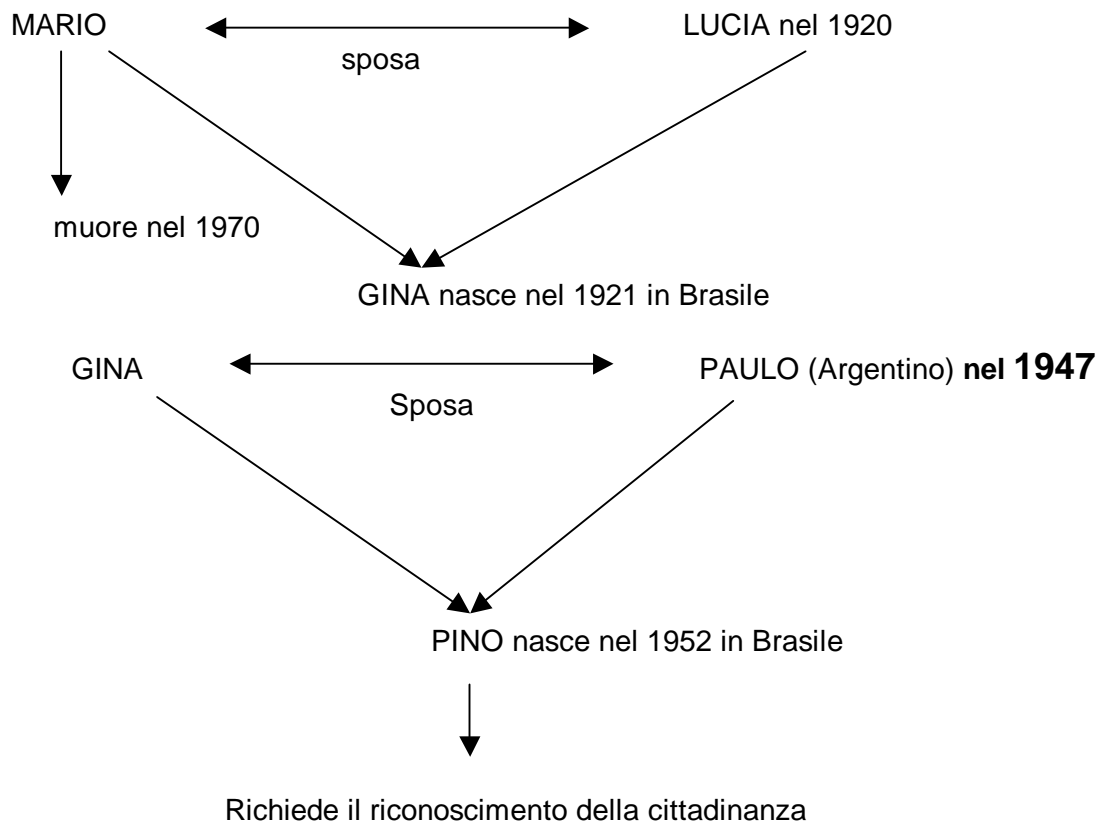 MARIO LUCIA nel 1920
sposa
muore nel 1970
GINA nasce nel 1921 in Brasile
GINA PAULO (Argentino) nel 1947
Sposa
PINO nasce nel 1952 in Brasile
Richiede il riconoscimento della cittadinanza